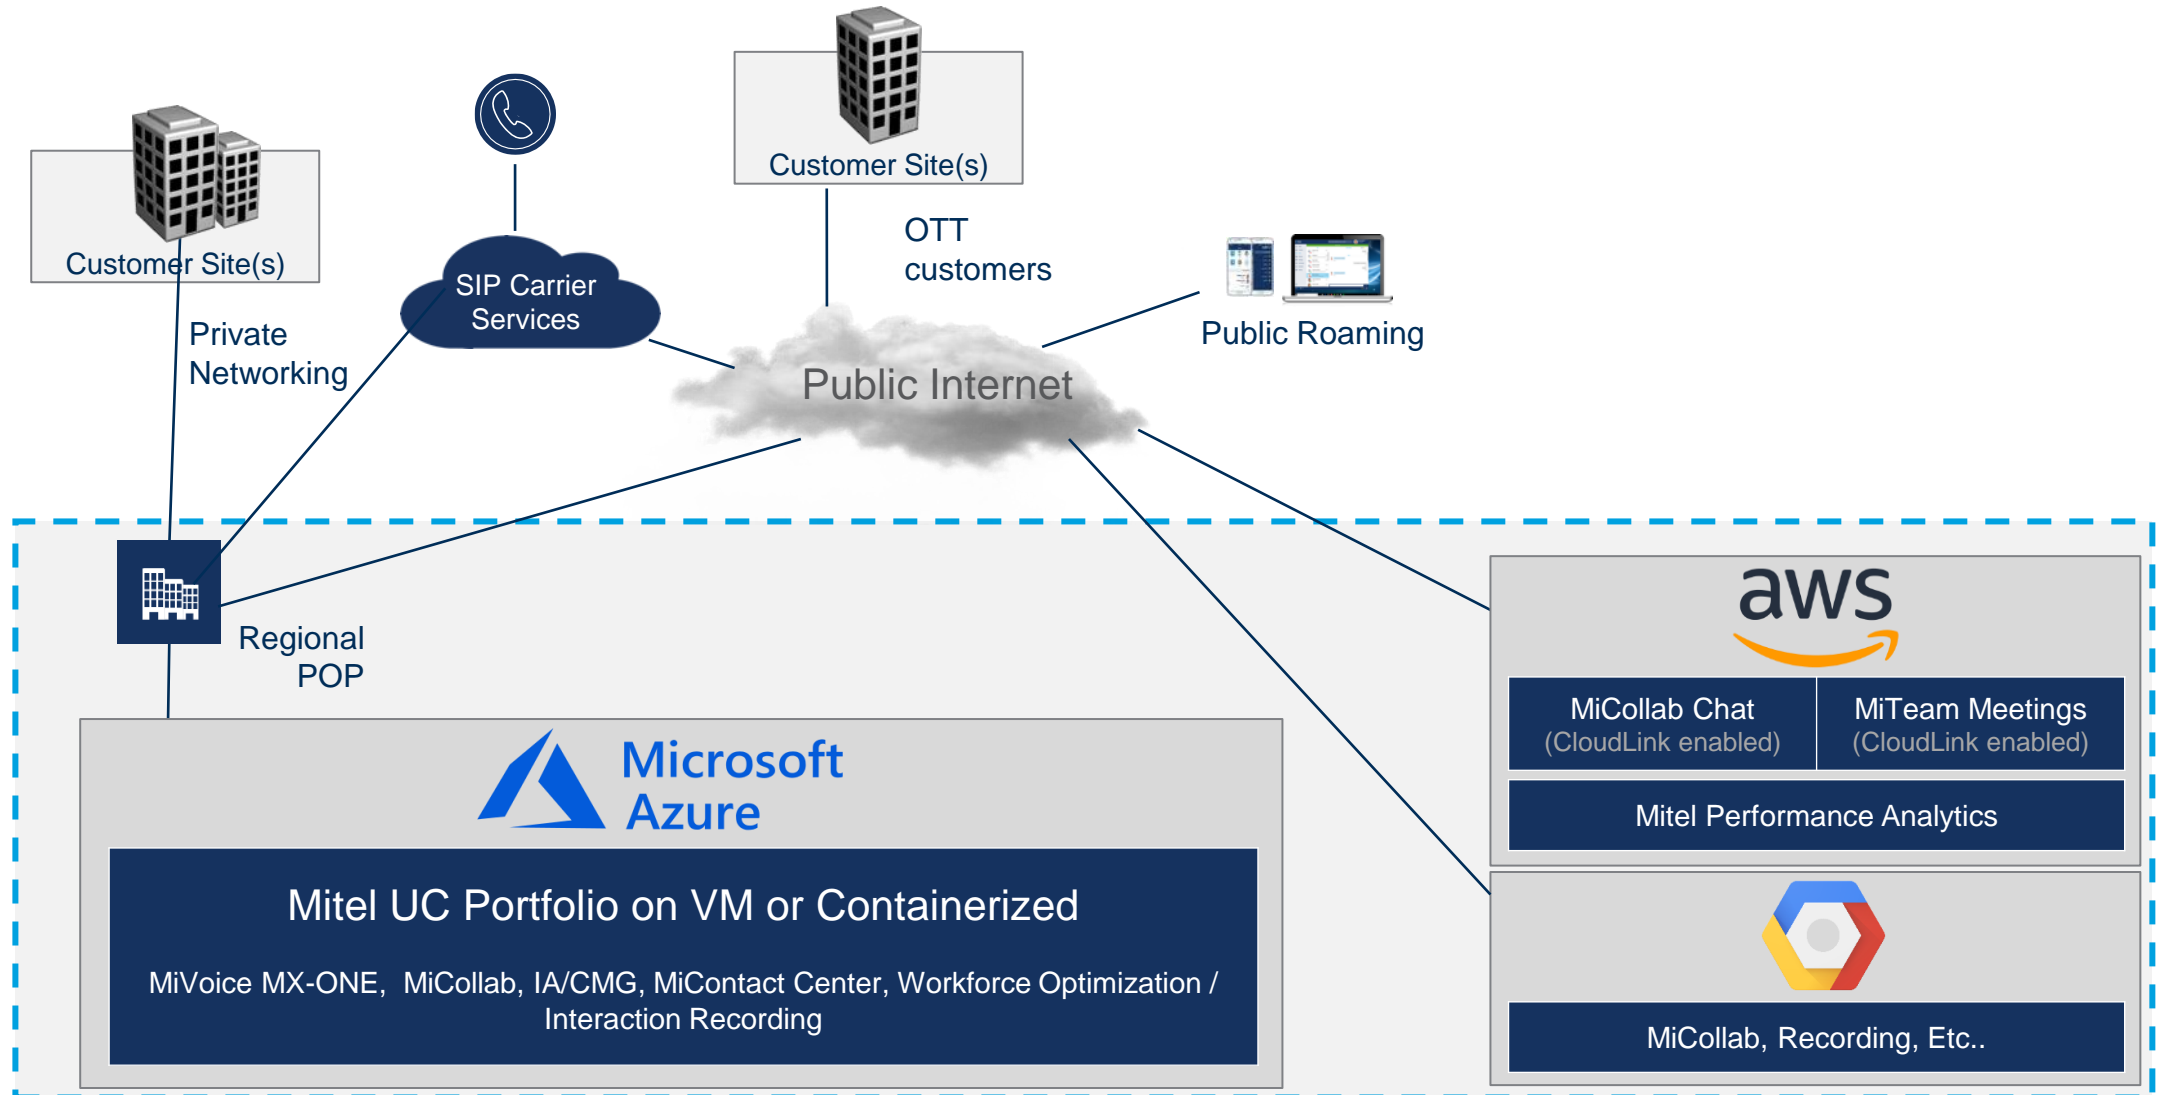 Customer Site(s)
Customer Site(s)
OTT
customers
SIP Carrier
Services
Private
Networking
Public Roaming
Public Internet
Regional
POP
aws
MiCollab Chat
(CloudLink enabled)
MiTeam Meetings
(CloudLink enabled)
Mitel Performance Analytics
Microsoft
Azure
Mitel UC Portfolio on VM or Containerized
MiVoice MX-ONE,  MiCollab, IA/CMG, MiContact Center, Workforce Optimization /
Interaction Recording
MiCollab, Recording, Etc..